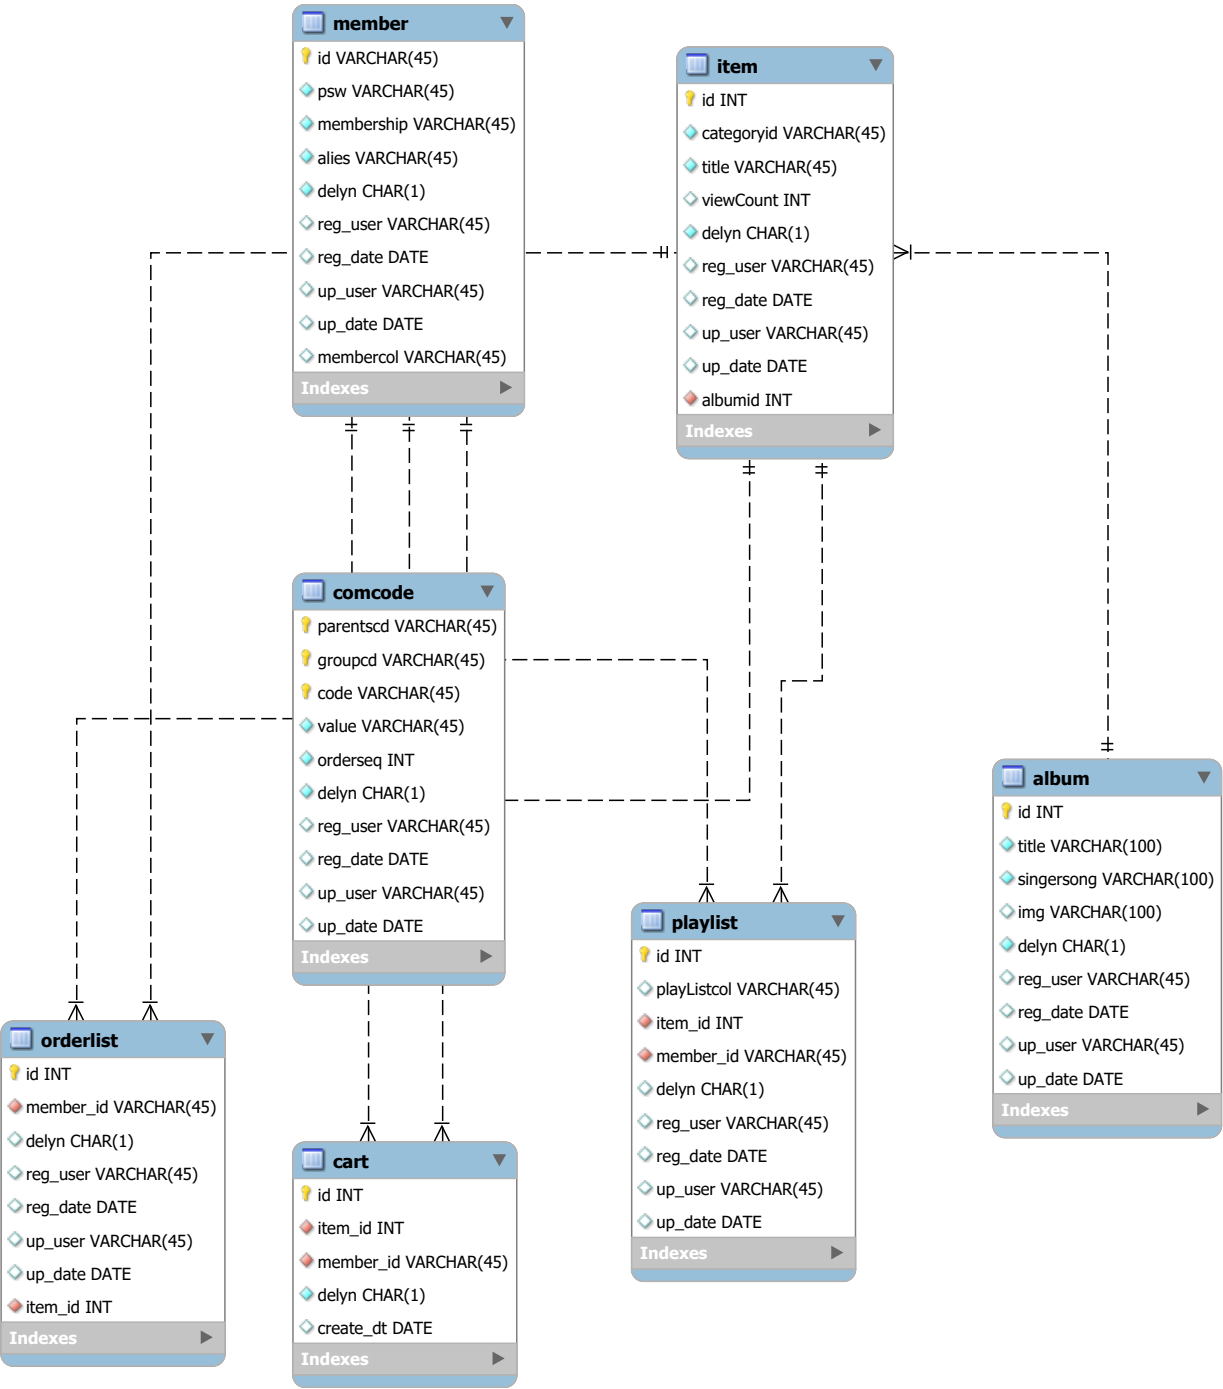 member
id VARCHAR(45)
psw VARCHAR(45)
membership VARCHAR(45)
alies VARCHAR(45)
delyn CHAR(1)
reg_user VARCHAR(45)
reg_date DATE
up_user VARCHAR(45)
up_date DATE
membercol VARCHAR(45)
Indexes
item
id INT
categoryid VARCHAR(45)
title VARCHAR(45)
viewCount INT
delyn CHAR(1)
reg_user VARCHAR(45)
reg_date DATE
up_user VARCHAR(45)
up_date DATE
albumid INT
Indexes
comcode
parentscd VARCHAR(45)
groupcd VARCHAR(45)
code VARCHAR(45)
value VARCHAR(45)
orderseq INT
delyn CHAR(1)
reg_user VARCHAR(45)
reg_date DATE
up_user VARCHAR(45)
up_date DATE
Indexes
album
id INT
title VARCHAR(100)
singersong VARCHAR(100)
img VARCHAR(100)
delyn CHAR(1)
reg_user VARCHAR(45)
reg_date DATE
up_user VARCHAR(45)
up_date DATE
Indexes
playlist
id INT
playListcol VARCHAR(45)
item_id INT
member_id VARCHAR(45)
delyn CHAR(1)
reg_user VARCHAR(45)
reg_date DATE
up_user VARCHAR(45)
up_date DATE
Indexes
orderlist
id INT
member_id VARCHAR(45)
delyn CHAR(1)
reg_user VARCHAR(45)
reg_date DATE
up_user VARCHAR(45)
up_date DATE
item_id INT
Indexes
cart
id INT
item_id INT
member_id VARCHAR(45)
delyn CHAR(1)
create_dt DATE
Indexes